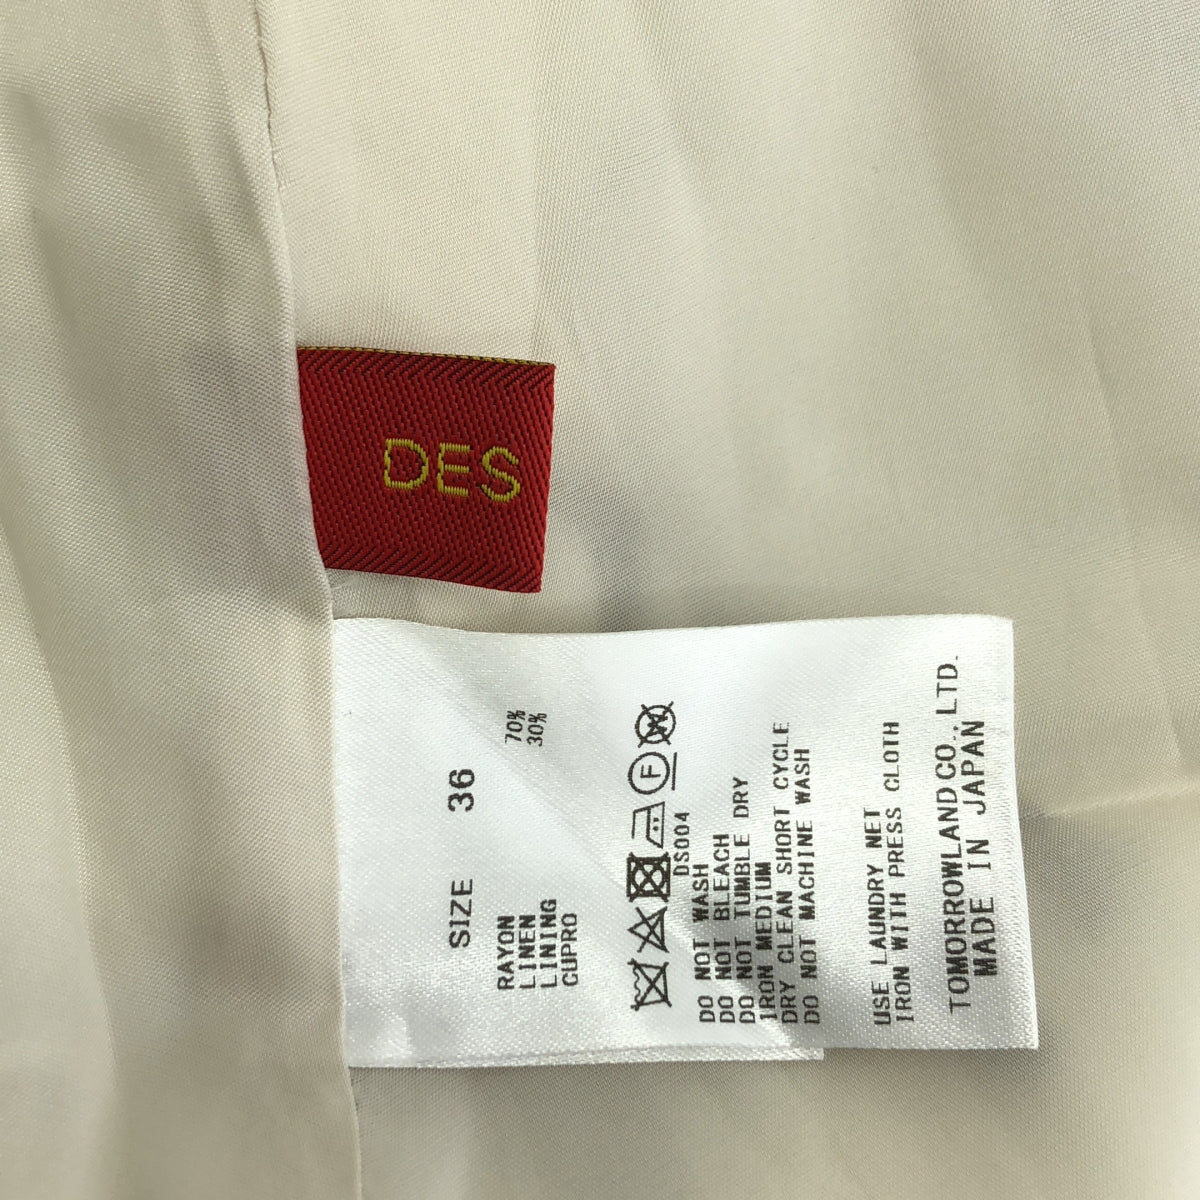 DES
SIZE 36
RAYON 70%
LINEN 30%
LINING
CUPRO
W
F
DS004
DO NOT WASH
DO NOT BLEACH
DO NOT TUMBLE DRY
IRON MEDIUM
DRY CLEAN SHORT CYCLE
DO NOT MACHINE WASH
USE LAUNDRY NET
IRON WITH PRESS CLOTH
TOMORROWLAND CO., LTD.
MADE IN JAPAN